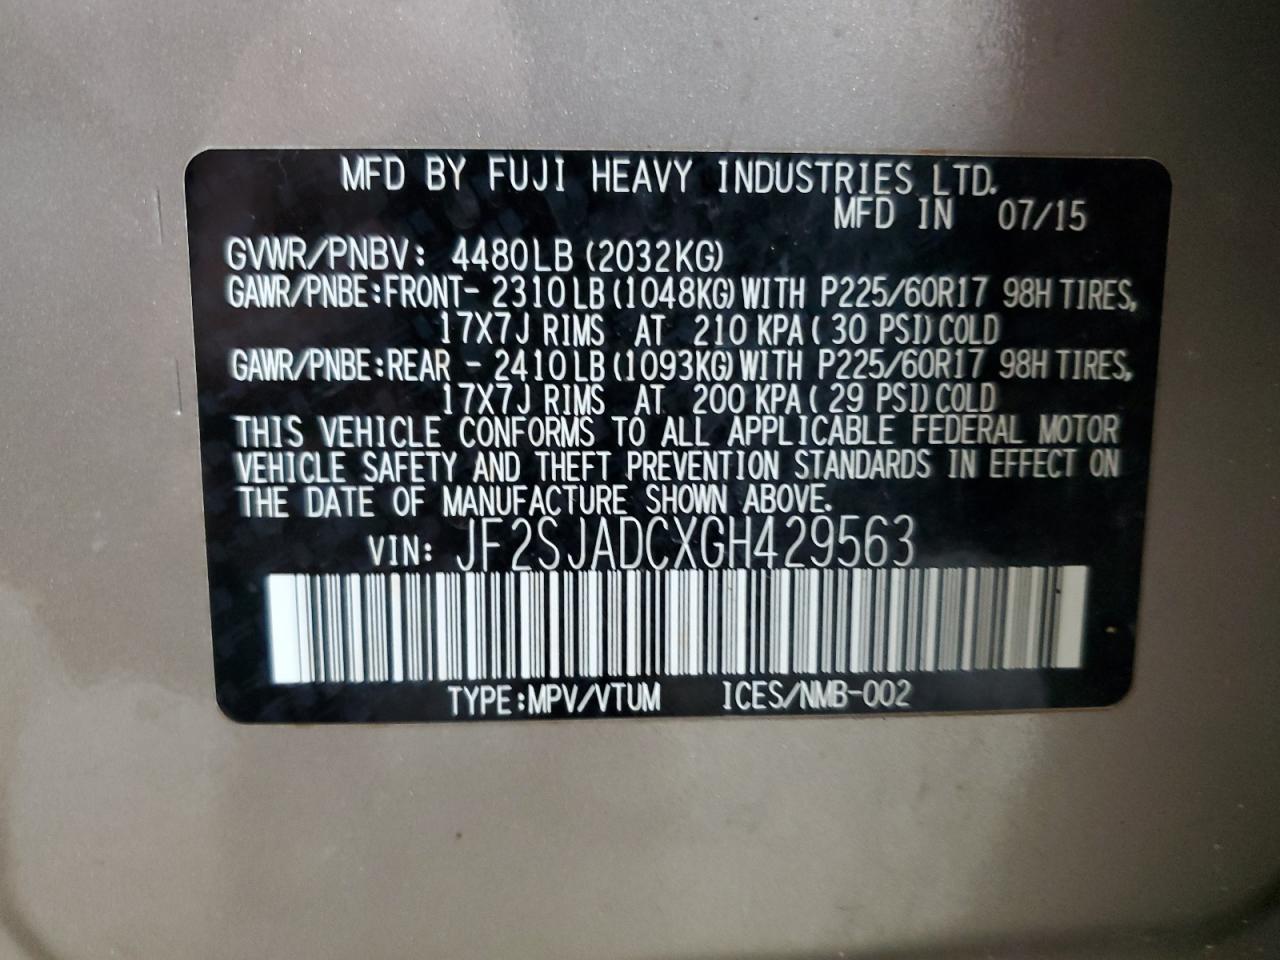 MFD BY FUJI HEAVY INDUSTRIES LTD.
MFD IN 07/15
GVWR/PNBV: 4480LB (2032KG)
GAWR/PNBE:FRONT- 2310LB (1048KG) WITH P225/60R17 98H TIRES,
17X7J RIMS AT 210 KPA ( 30 PSI) COLD
GAWR/PNBE:REAR - 2410LB (1093KG) WITH P225/60R17 98H TIRES,
17X7J RIMS AT 200 KPA ( 29 PSI) COLD
THIS VEHICLE CONFORMS TO ALL APPLICABLE FEDERAL MOTOR
VEHICLE SAFETY AND THEFT PREVENTION STANDARDS IN EFFECT ON
THE DATE OF MANUFACTURE SHOWN ABOVE.
VIN: JF2SJADCXGH429563
TYPE:MPV/VTUM ICES/NMB-002